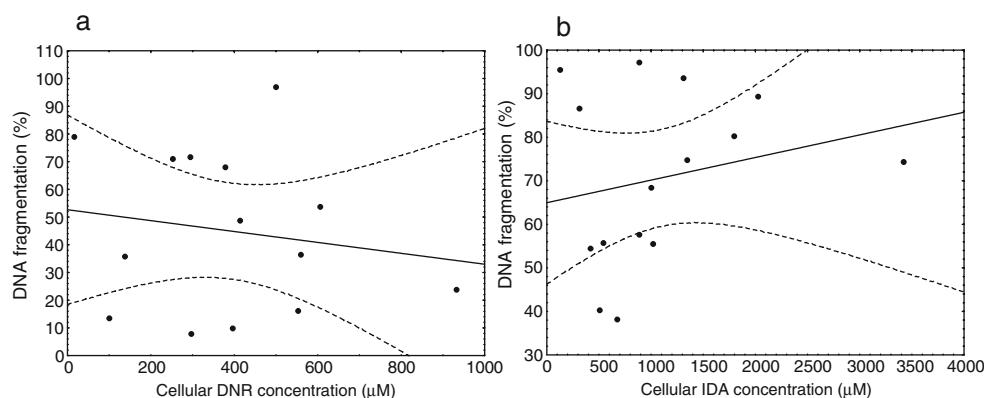 a
110
100
90
80
70
60
50
40
30
20
10
0
DNA fragmentation (%)
0 200 400 600 800 1000
Cellular DNR concentration (µM)
b
100
90
80
70
60
50
40
30
DNA fragmentation (%)
0 500 1000 1500 2000 2500 3000 3500 4000
Cellular IDA concentration (µM)